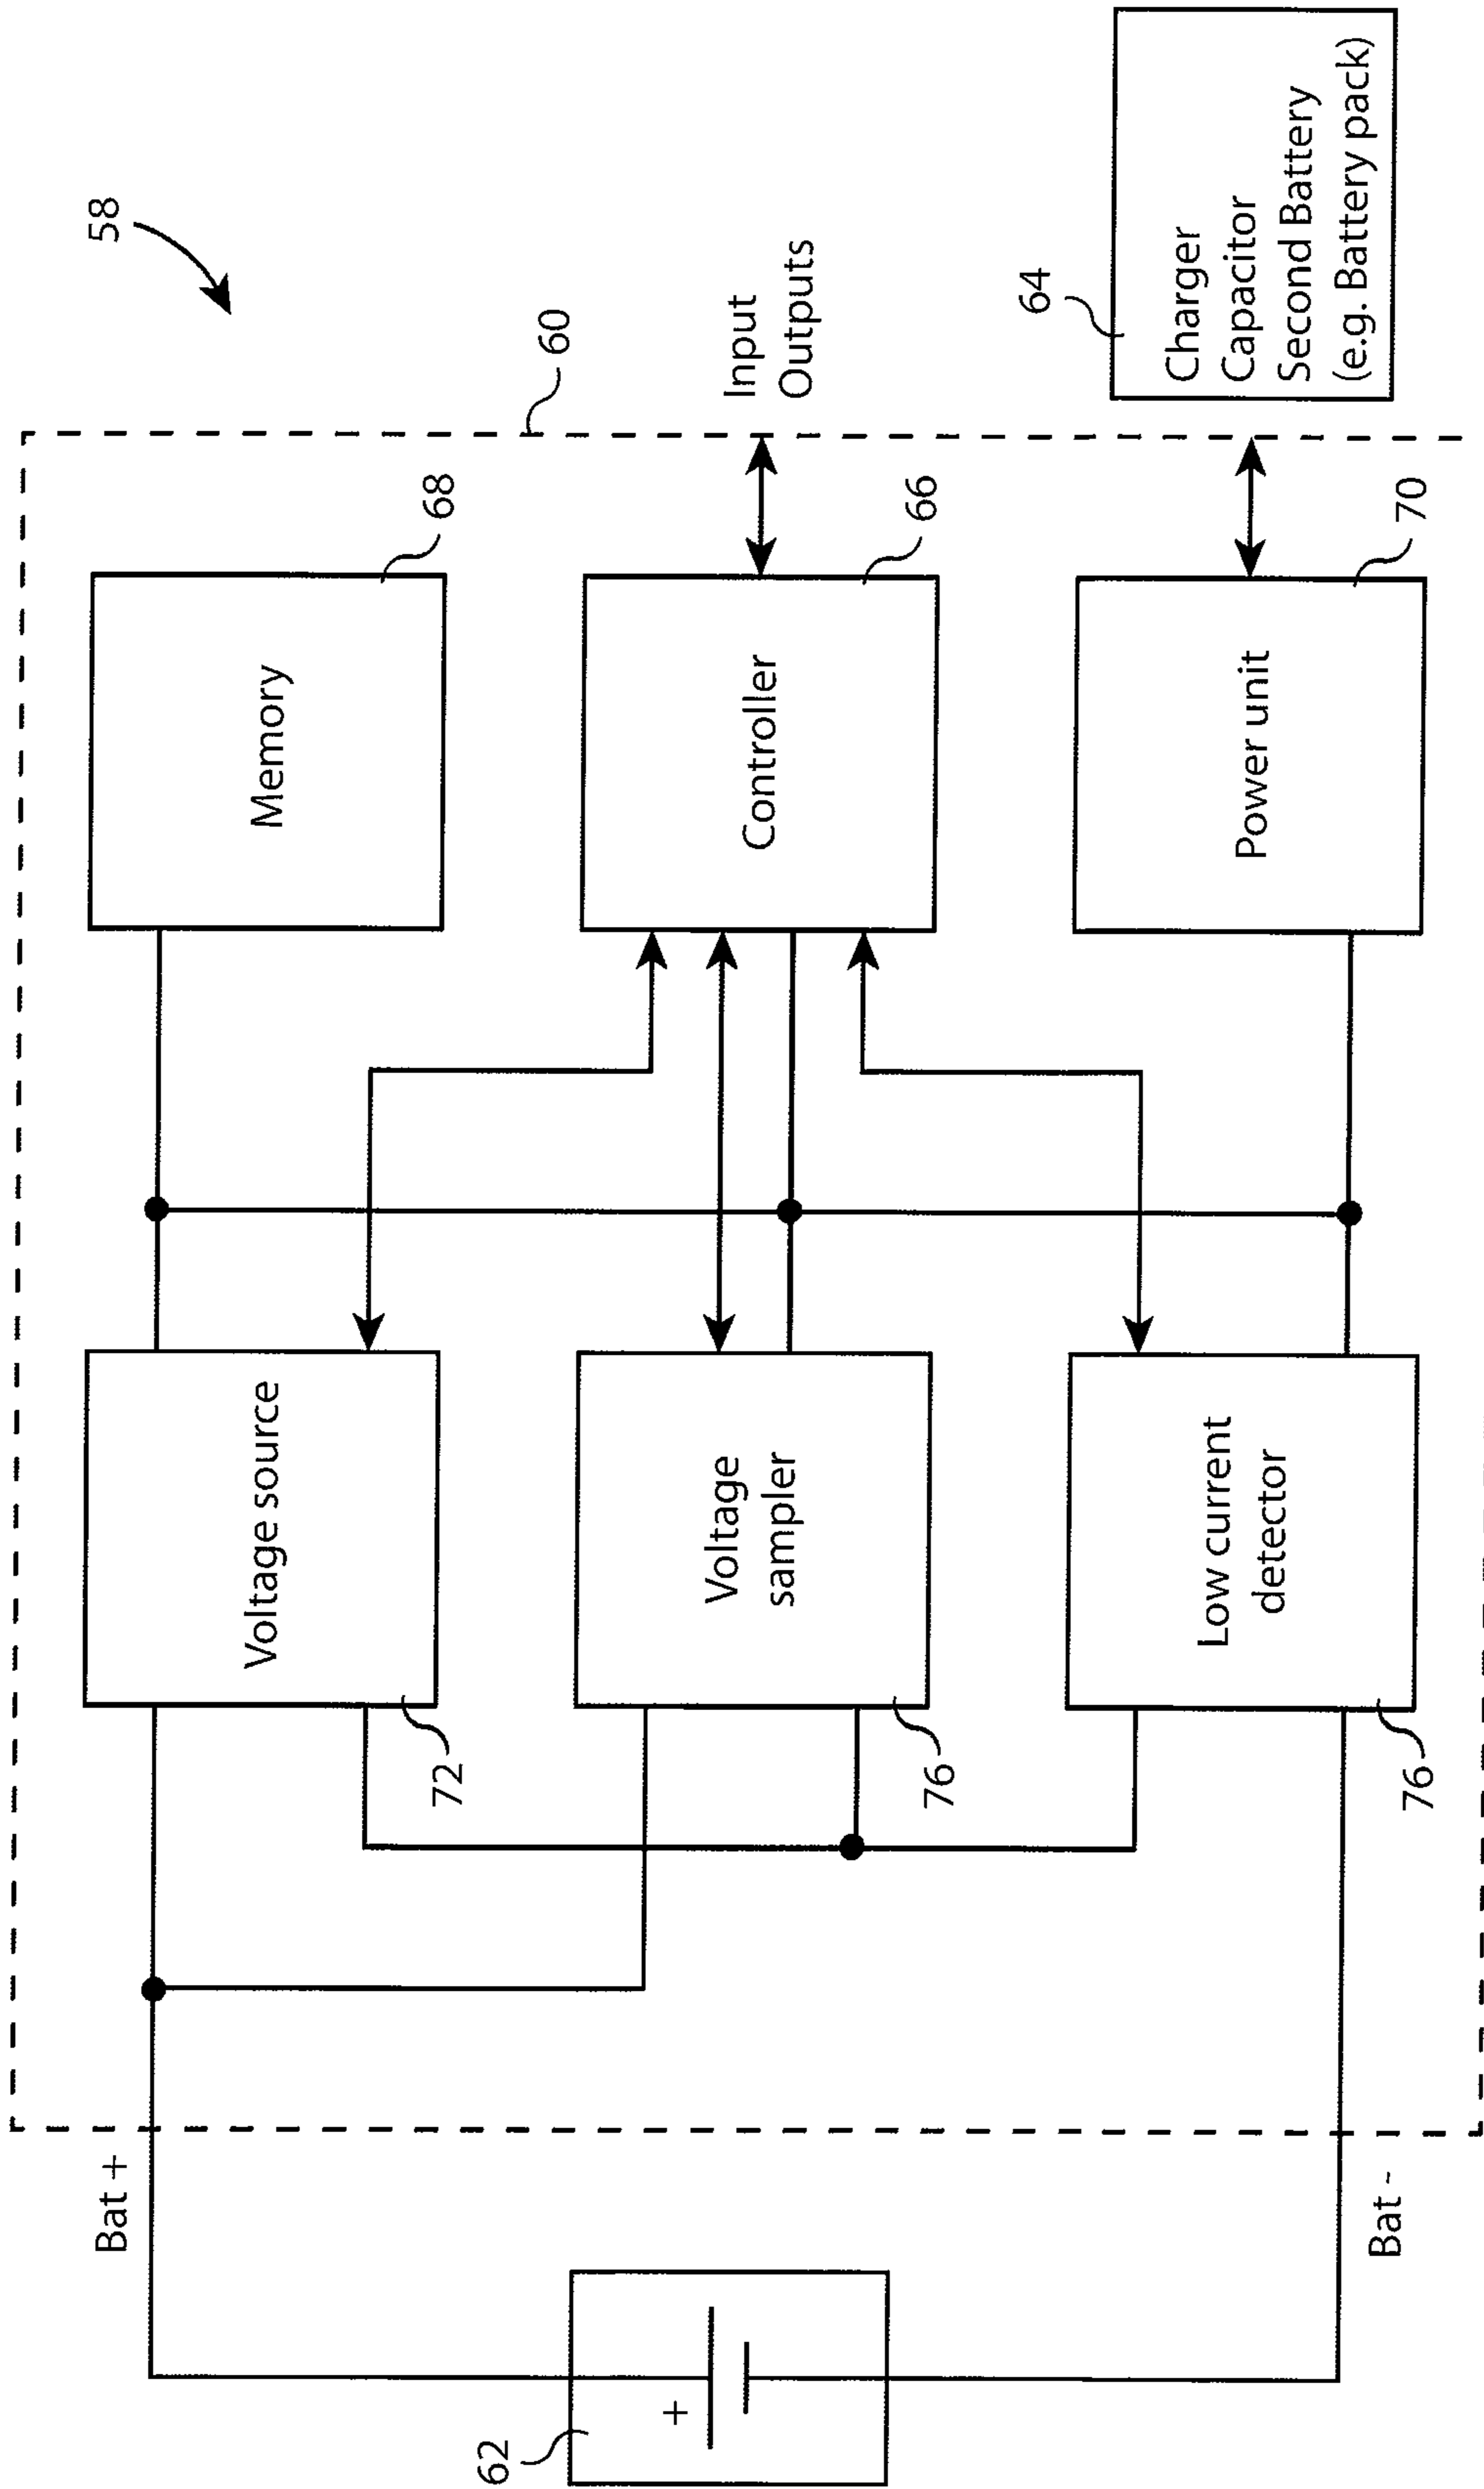 58
60
Bat +
Voltage source
72
Memory
68
62
+
Voltage
sampler
76
Controller
66
Input
Outputs
Bat -
Low current
detector
76
Power unit
70
64
Charger
Capacitor
Second Battery
(e.g. Battery pack)